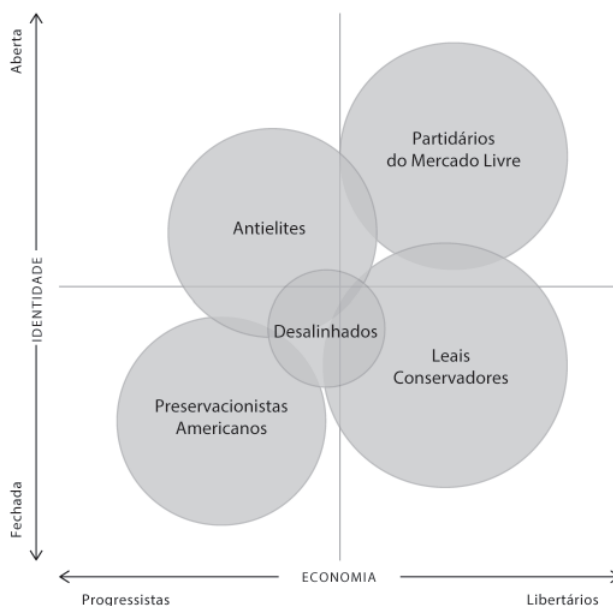 Aberta
Partidários
do Mercado Livre
Antielites
IDENTIDADE
Desalinhados
Leais
Conservadores
Preservacionistas
Americanos
Fechada
ECONOMIA
Progressistas
Libertários